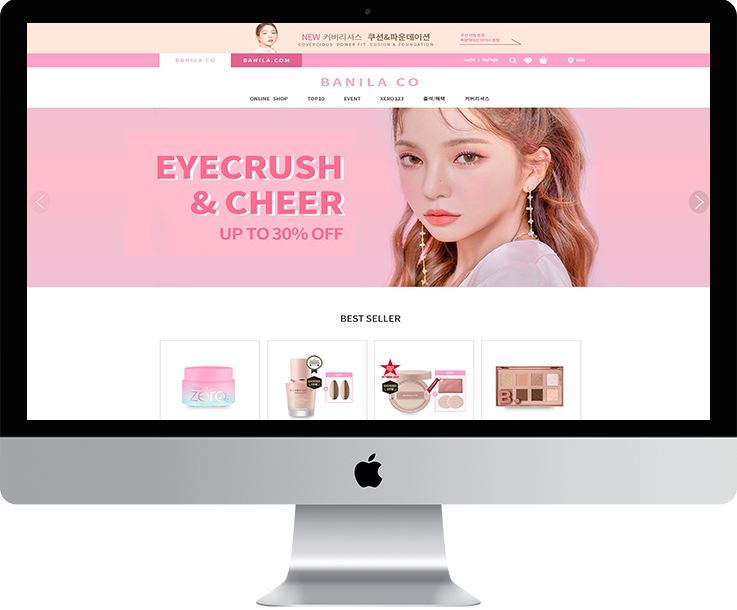 NEW 커버리셔스 쿠션&파운데이션
COVERCIOUS POWER FIT CUSION & FOUNDATION
BANILA CO
BANILA.COM
Login | MyPage
BANILA CO
ONLINE SHOP
TOP10
EVENT
XERO123
출석/혜택
커버리셔스
EYECRUSH
& CHEER
UP TO 30% OFF
BEST SELLER
zero
B.